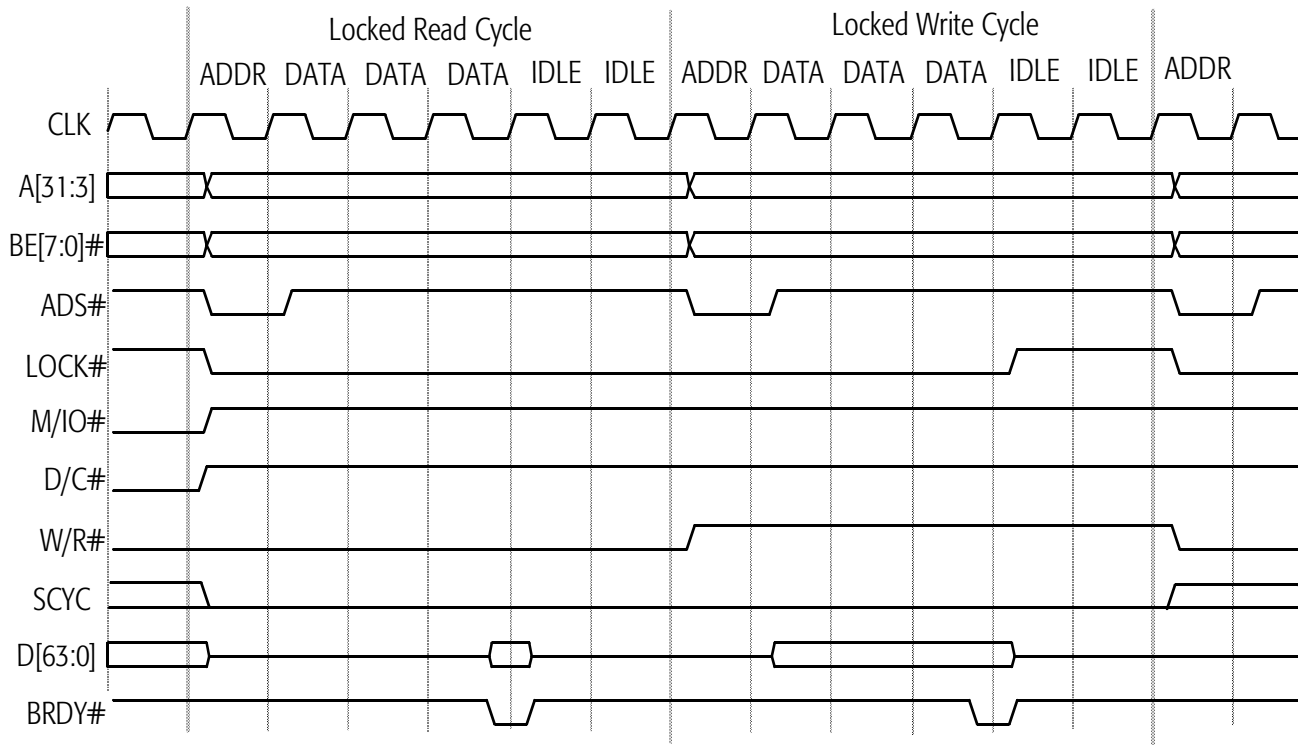 Locked Read Cycle Locked Write Cycle
ADDR DATA DATA DATA IDLE IDLE ADDR DATA DATA DATA IDLE IDLE ADDR
CLK
A[31:3]
BE[7:0]#
ADS#
LOCK#
M/IO#
D/C#
W/R#
SCYC
D[63:0]
BRDY#